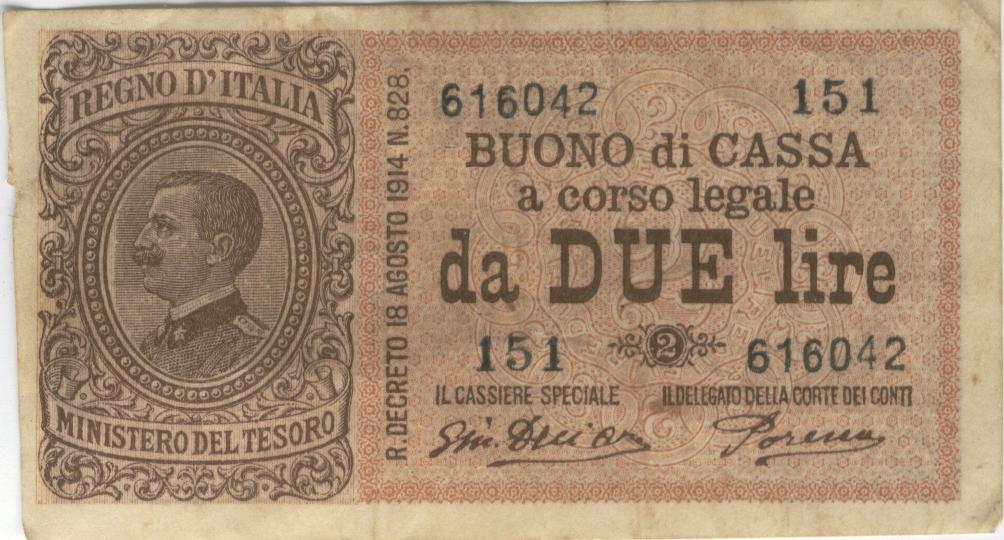 REGNO D'ITALIA
MINISTERO DEL TESORO
R. DECRETO 18 AGOSTO 1914 N. 828.
616042 151
BUONO di CASSA
a corso legale
da DUE lire
151 2 616042
IL CASSIERE SPECIALE IL DELEGATO DELLA CORTE DEI CONTI
Porena